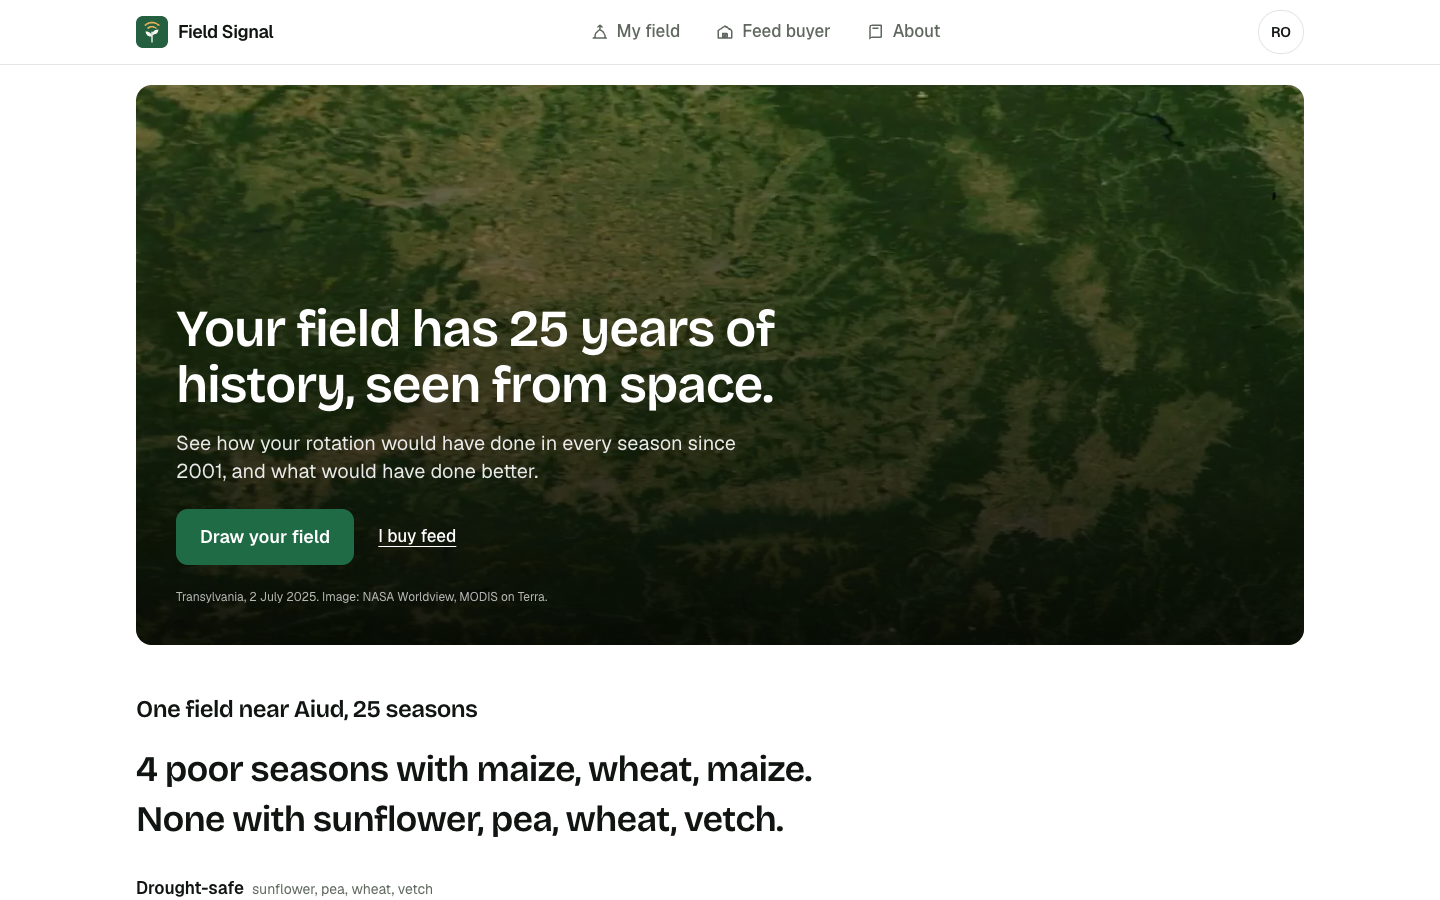 Field Signal
My field
Feed buyer
About
RO
Your field has 25 years of
history, seen from space.
See how your rotation would have done in every season since
2001, and what would have done better.
Draw your field
I buy feed
Transylvania, 2 July 2025. Image: NASA Worldview, MODIS on Terra.
One field near Aiud, 25 seasons
4 poor seasons with maize, wheat, maize.
None with sunflower, pea, wheat, vetch.
Drought-safe sunflower, pea, wheat, vetch